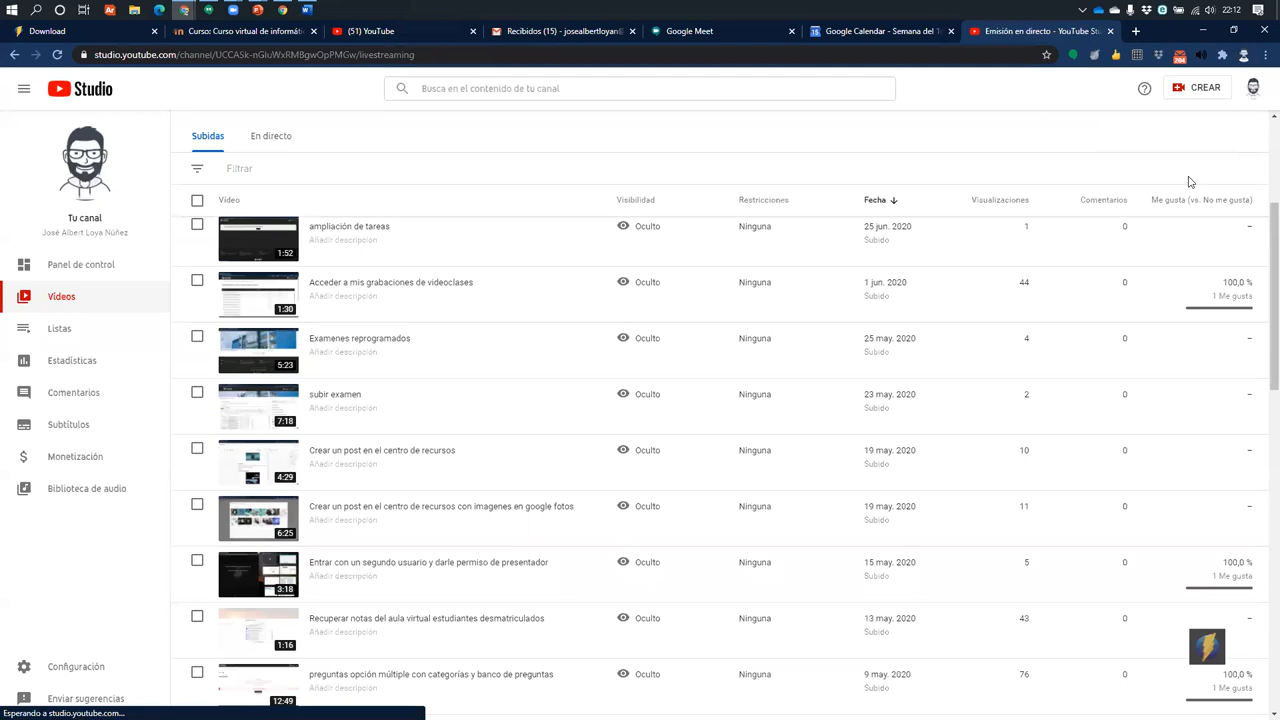 Download
Curso: Curso virtual de informátic
(51) YouTube
Recibidos (16) - josealbertloyan@
Google Meet
Google Calendar - Semana del 1
Emisión en directo - YouTube Stu
studio.youtube.com/channel/UCCASk-nGIuWxRMBgwOpPMGw/livestreaming
284
Studio
Busca en el contenido de tu canal
CREAR
Tu canal
José Albert Loya Núñez
Panel de control
Vídeos
Listas
Estadísticas
Comentarios
Subtítulos
Monetización
Biblioteca de audio
Configuración
Enviar sugerencias
Esperando a studio.youtube.com...
Subidas En directo
Filtrar
Vídeo Visibilidad Restricciones Fecha Visualizaciones Comentarios Me gusta (vs. No me gusta)
ampliación de tareas Oculto Ninguna 25 jun. 2020 1 0 –
Añadir descripción Subido
1:52
Acceder a mis grabaciones de videoclases Oculto Ninguna 1 jun. 2020 44 0 100,0 %
Añadir descripción Subido 1 Me gusta
1:30
Examenes reprogramados Oculto Ninguna 25 may. 2020 4 0 –
Añadir descripción Subido
5:23
subir examen Oculto Ninguna 23 may. 2020 2 0 –
Añadir descripción Subido
7:18
Crear un post en el centro de recursos Oculto Ninguna 19 may. 2020 10 0 –
Añadir descripción Subido
4:29
Crear un post en el centro de recursos con imagenes en google fotos Oculto Ninguna 19 may. 2020 11 0 –
Añadir descripción Subido
6:25
Entrar con un segundo usuario y darle permiso de presentador Oculto Ninguna 15 may. 2020 5 0 100,0 %
Añadir descripción Subido 1 Me gusta
3:18
Recuperar notas del aula virtual estudiantes desmatriculados Oculto Ninguna 13 may. 2020 43 0 –
Añadir descripción Subido
1:16
preguntas opción múltiple con categorías y banco de preguntas Oculto Ninguna 9 may. 2020 76 0 100,0 %
Añadir descripción Subido 1 Me gusta
12:49